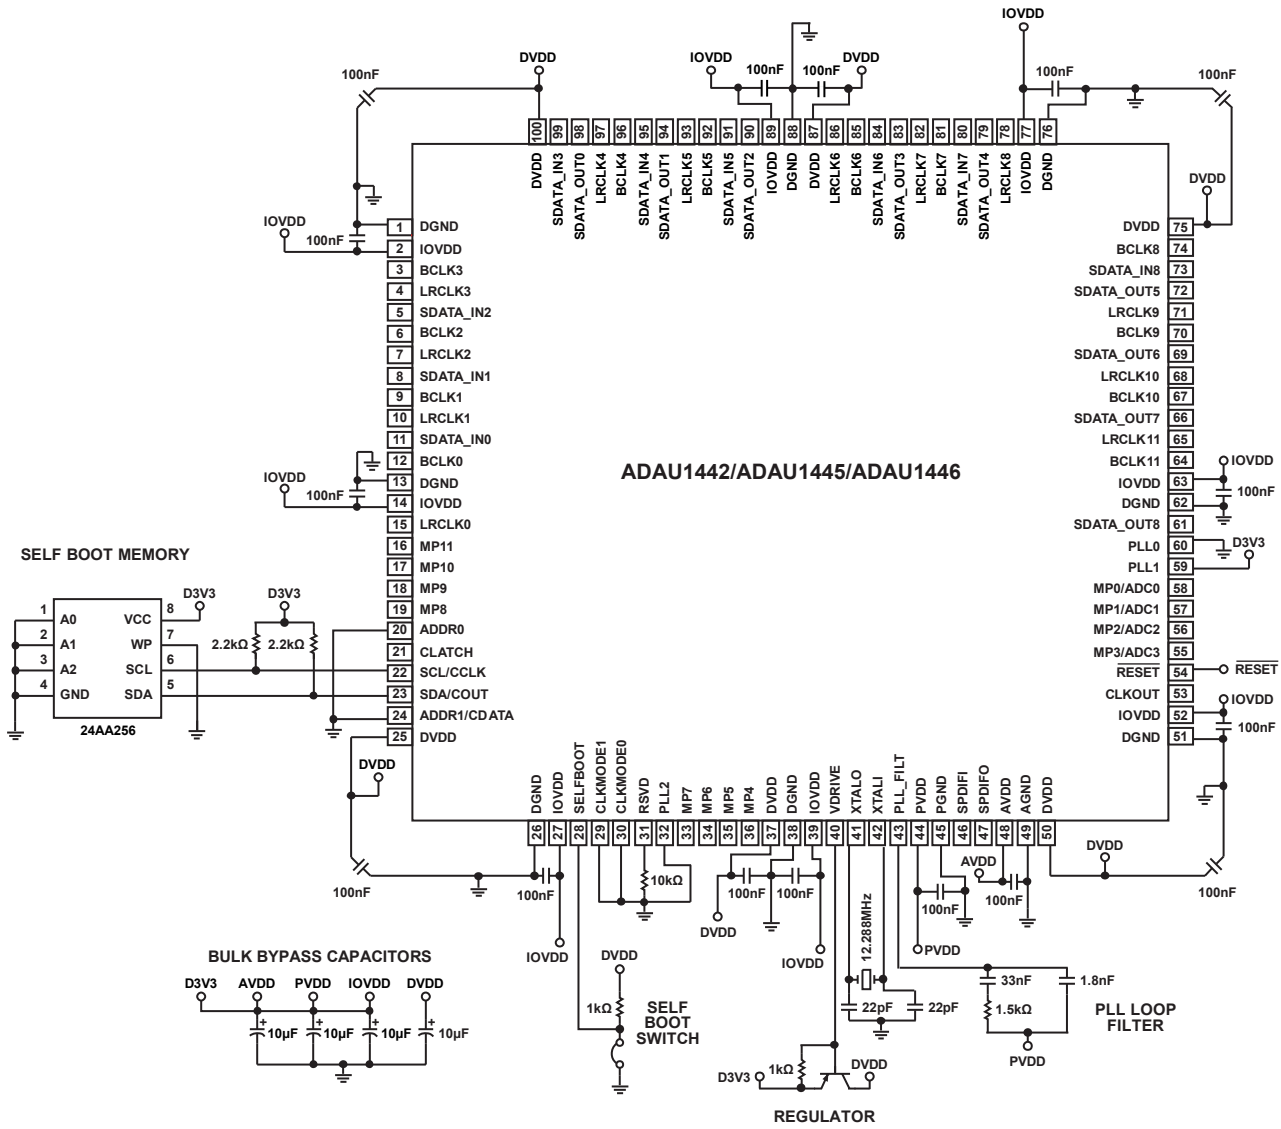 IOVDD
DVDD
IOVDD
100nF
100nF
DVDD
100nF
100nF
100nF
100
99
98
97
96
95
94
93
92
91
90
89
88
87
86
85
84
83
82
81
80
79
78
77
76
DVDD
SDATA_IN3
SDATA_OUT0
LRCLK4
BCLK4
SDATA_IN4
SDATA_OUT1
LRCLK5
BCLK5
SDATA_IN5
SDATA_OUT2
IOVDD
DGND
DVDD
LRCLK6
BCLK6
SDATA_IN6
SDATA_OUT3
LRCLK7
BCLK7
SDATA_IN7
SDATA_OUT4
LRCLK8
IOVDD
DGND
DVDD
IOVDD
100nF
1 DGND
2 IOVDD
3 BCLK3
4 LRCLK3
5 SDATA_IN2
6 BCLK2
7 LRCLK2
8 SDATA_IN1
9 BCLK1
10 LRCLK1
11 SDATA_IN0
12 BCLK0
13 DGND
14 IOVDD
15 LRCLK0
16 MP11
17 MP10
18 MP9
19 MP8
20 ADDR0
21 CLATCH
22 SCL/CCLK
23 SDA/COUT
24 ADDR1/CDATA
25 DVDD
IOVDD
100nF
ADAU1442/ADAU1445/ADAU1446
DVDD 75
BCLK8 74
SDATA_IN8 73
SDATA_OUT5 72
LRCLK9 71
BCLK9 70
SDATA_OUT6 69
LRCLK10 68
BCLK10 67
SDATA_OUT7 66
LRCLK11 65
BCLK11 64
IOVDD 63
DGND 62
SDATA_OUT8 61
PLL0 60
PLL1 59
MP0/ADC0 58
MP1/ADC1 57
MP2/ADC2 56
MP3/ADC3 55
RESET 54
CLKOUT 53
IOVDD 52
DGND 51
IOVDD
100nF
D3V3
RESET
IOVDD
100nF
SELF BOOT MEMORY
D3V3
D3V3
1 A0 VCC 8
2 A1 WP 7
3 A2 SCL 6
4 GND SDA 5
24AA256
2.2kΩ
2.2kΩ
DVDD
100nF
DGND
IOVDD
SELFBOOT
CLKMODE1
CLKMODE0
RSVD
PLL2
MP7
MP6
MP5
MP4
DVDD
DGND
IOVDD
VDRIVE
XTALO
XTALI
PLL_FILT
PVDD
PGND
SPDIFI
SPDIFO
AVDD
AGND
DVDD
26
27
28
29
30
31
32
33
34
35
36
37
38
39
40
41
42
43
44
45
46
47
48
49
50
100nF
10kΩ
100nF
100nF
100nF
AVDD
100nF
DVDD
100nF
DVDD
IOVDD
IOVDD
12.288MHz
PVDD
BULK BYPASS CAPACITORS
D3V3 AVDD PVDD IOVDD DVDD
+ + + +
10μF 10μF 10μF 10μF
DVDD
1kΩ
SELF
BOOT
SWITCH
22pF
22pF
33nF
1.8nF
1.5kΩ
PVDD
PLL LOOP
FILTER
D3V3
1kΩ
DVDD
REGULATOR